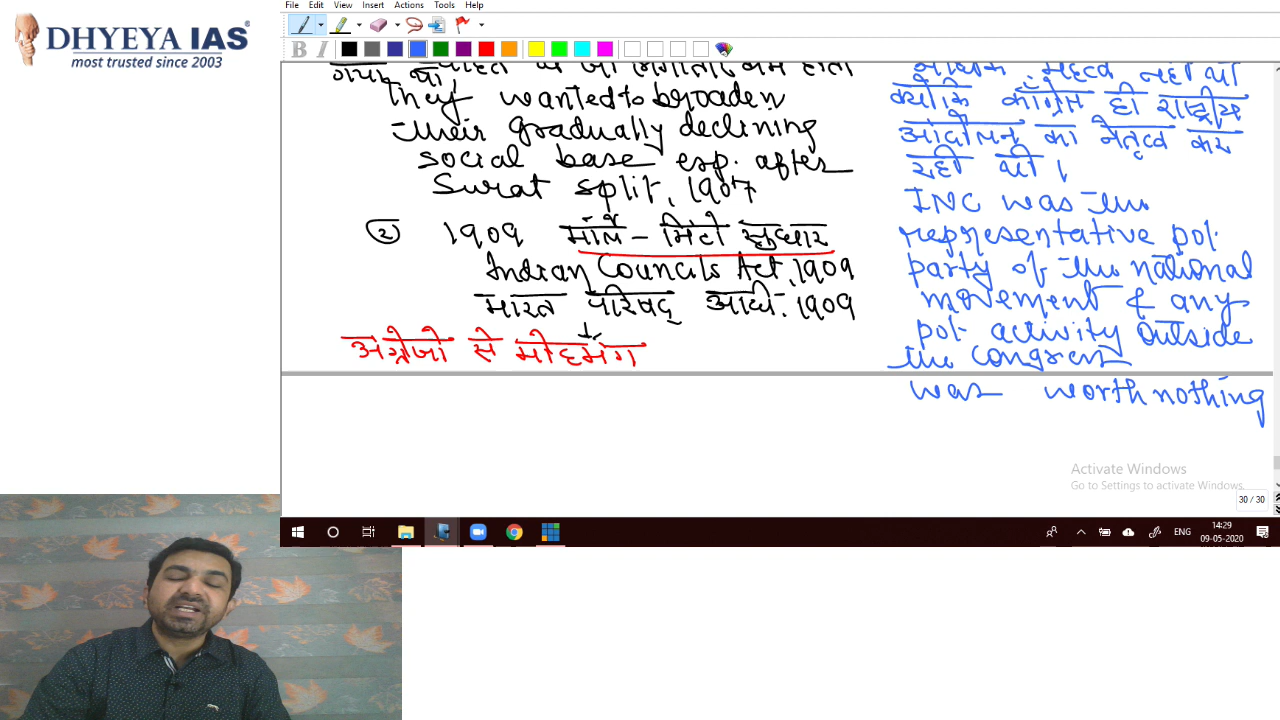 DHYEYA IAS
most trusted since 2003
File Edit View Insert Actions Tools Help
B I
They wanted to broaden
their gradually declining
social base esp. after
Surat split, 1907
② 1909 मार्ले - मिंटो सुधार
Indian Councils Act, 1909
भारत परिषद् अधि. 1909
अंग्रेजों से मोहभंग
क्योंकि कांग्रेस ही राष्ट्रीय
आंदोलन का नेतृत्व कर
रही थी।
INC was the
representative pol.
party of the national
movement & any
pol. activity outside
the Congress
was worth nothing
Activate Windows
Go to Settings to activate Windows.
30 / 30
ENG
14:29
09-05-2020